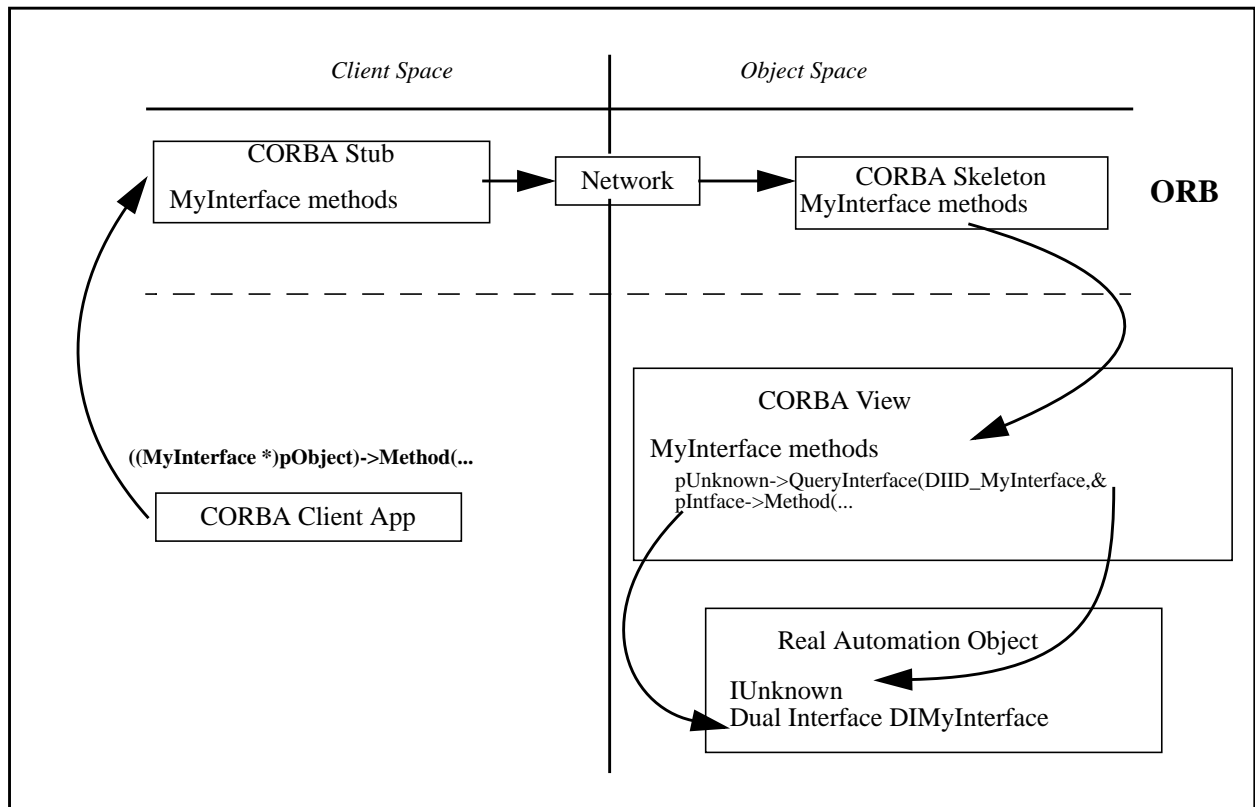 Client Space
Object Space
CORBA Stub
MyInterface methods
Network
CORBA Skeleton
MyInterface methods
ORB
CORBA View
MyInterface methods
pUnknown->QueryInterface(DIID_MyInterface,&
pIntface->Method(...
((MyInterface *)pObject)->Method(...
CORBA Client App
Real Automation Object
IUnknown
Dual Interface DIMyInterface